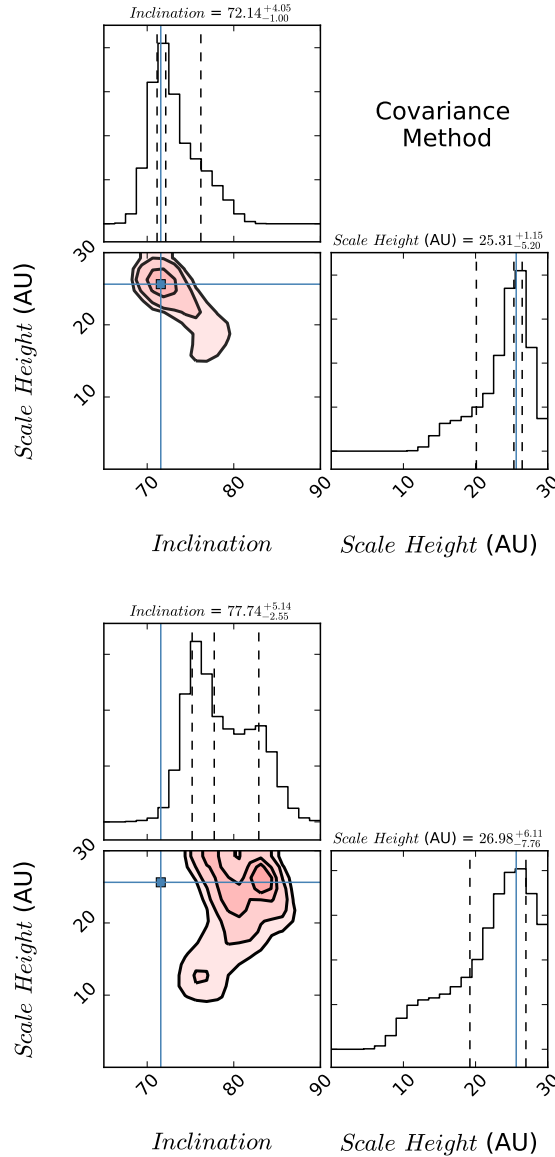 Inclination = 72.14 +4.05 −1.00
Covariance
Method
Scale Height (AU) = 25.31 +1.15 −5.20
30
20
10
Scale Height (AU)
70
80
90
10
20
30
Inclination
Scale Height (AU)
Inclination = 77.74 +5.14 −2.55
Scale Height (AU) = 26.98 +6.11 −7.76
30
20
10
Scale Height (AU)
70
80
90
10
20
30
Inclination
Scale Height (AU)